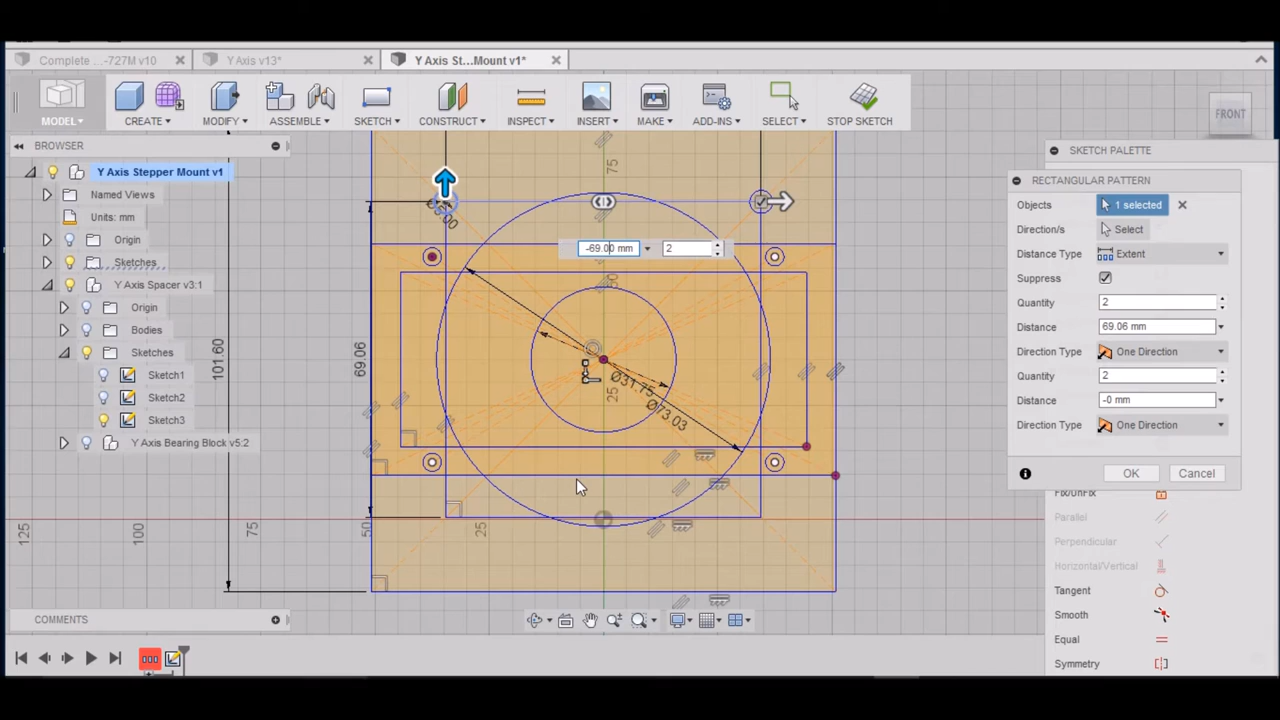 Complete ...-727M v10
Y Axis v13*
Y Axis St...Mount v1*
MODEL
CREATE
MODIFY
ASSEMBLE
SKETCH
CONSTRUCT
INSPECT
INSERT
MAKE
ADD-INS
SELECT
STOP SKETCH
FRONT
BROWSER
Y Axis Stepper Mount v1
Named Views
Units: mm
Origin
Sketches
Y Axis Spacer v3:1
Origin
Bodies
Sketches
Sketch1
Sketch2
Sketch3
Y Axis Bearing Block v5:2
SKETCH PALETTE
RECTANGULAR PATTERN
Objects
1 selected
Direction/s
Select
Distance Type
Extent
Suppress
Quantity
2
Distance
69.06 mm
Direction Type
One Direction
Quantity
2
Distance
-0 mm
Direction Type
One Direction
OK
Cancel
Fix/UnFix
Parallel
Perpendicular
Horizontal/Vertical
Tangent
Smooth
Equal
Symmetry
75
Ø5.00
-69.00 mm
2
101.60
69.06
Ø31.75
Ø73.03
25
125
100
75
50
25
COMMENTS